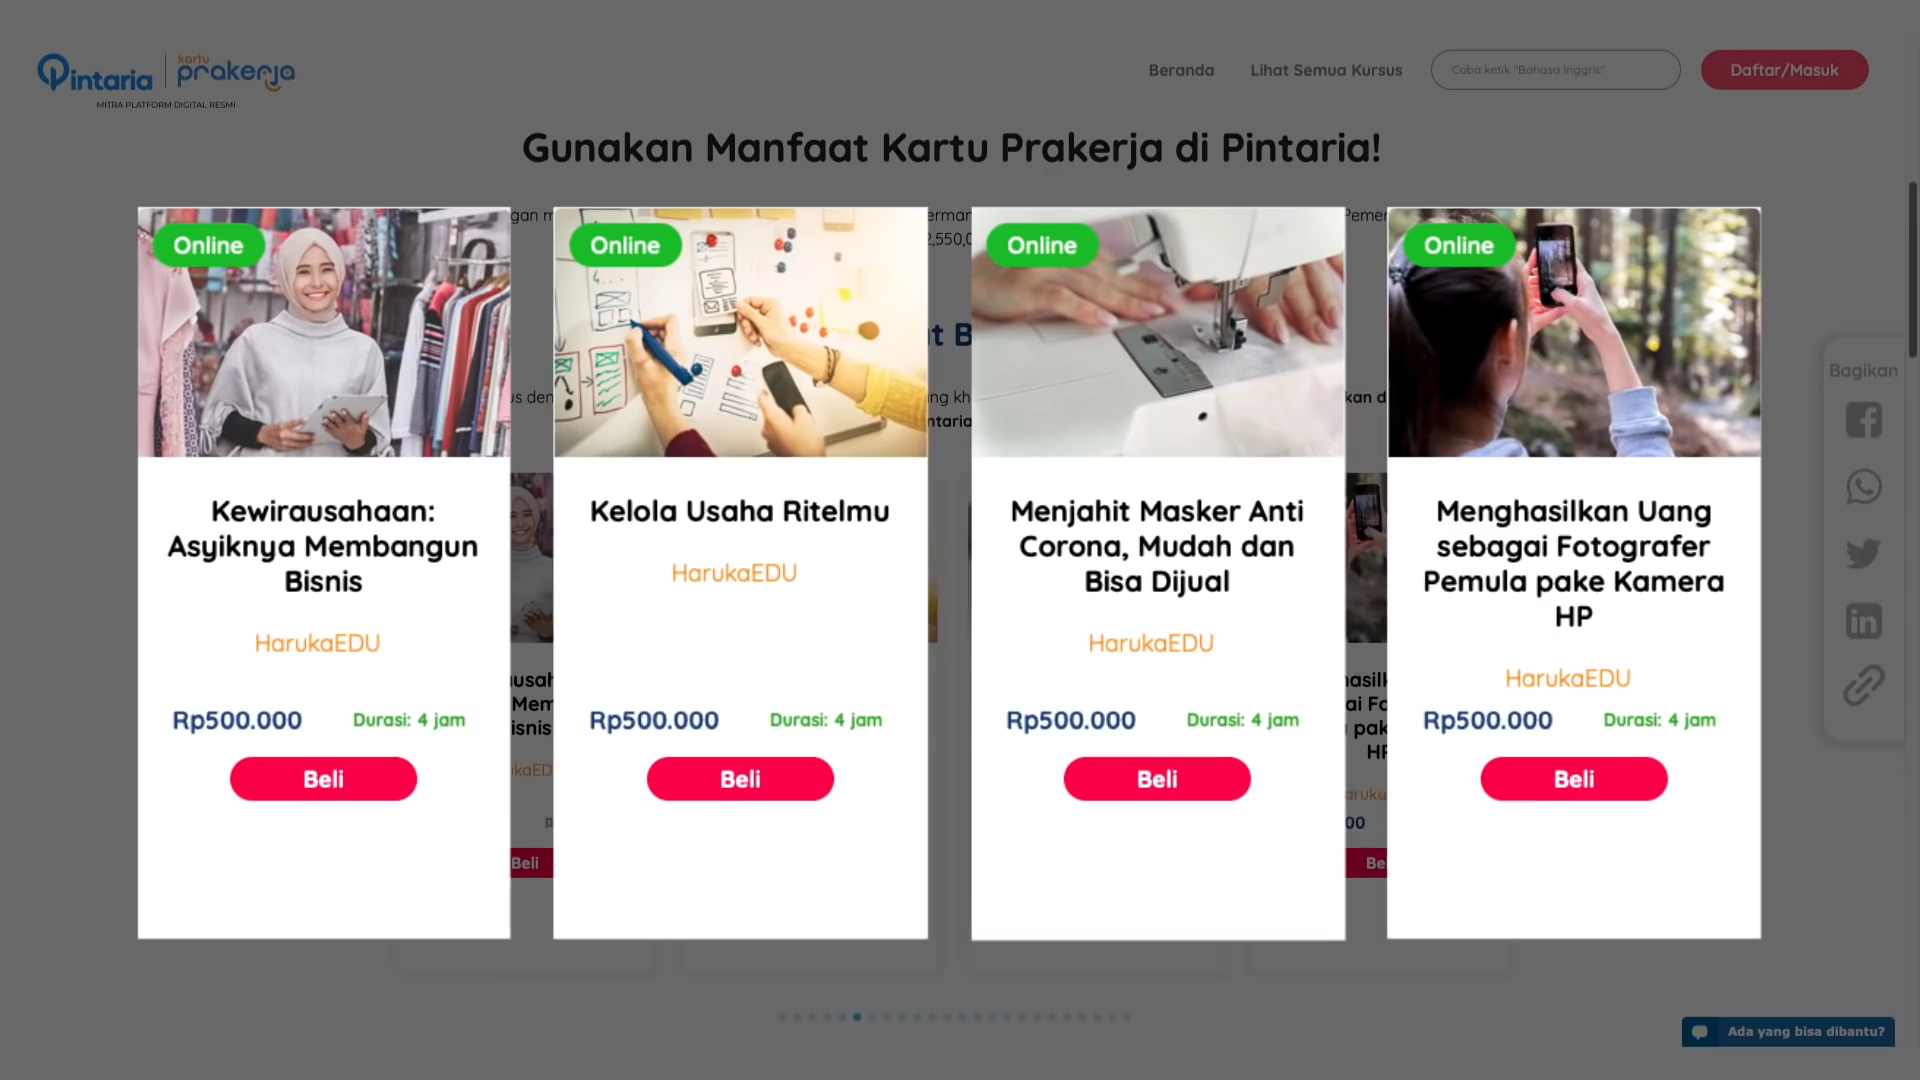 Pintaria
kartu
prakerja
MITRA PLATFORM DIGITAL RESMI
Beranda
Lihat Semua Kursus
Coba ketik "Bahasa Inggris"
Daftar/Masuk
Gunakan Manfaat Kartu Prakerja di Pintaria!
Online
Kewirausahaan:
Asyiknya Membangun
Bisnis
HarukaEDU
Rp500.000
Durasi: 4 jam
Beli
Online
Kelola Usaha Ritelmu
HarukaEDU
Rp500.000
Durasi: 4 jam
Beli
Online
Menjahit Masker Anti
Corona, Mudah dan
Bisa Dijual
HarukaEDU
Rp500.000
Durasi: 4 jam
Beli
Online
Menghasilkan Uang
sebagai Fotografer
Pemula pake Kamera
HP
HarukaEDU
Rp500.000
Durasi: 4 jam
Beli
Bagikan
Beli
Ada yang bisa dibantu?